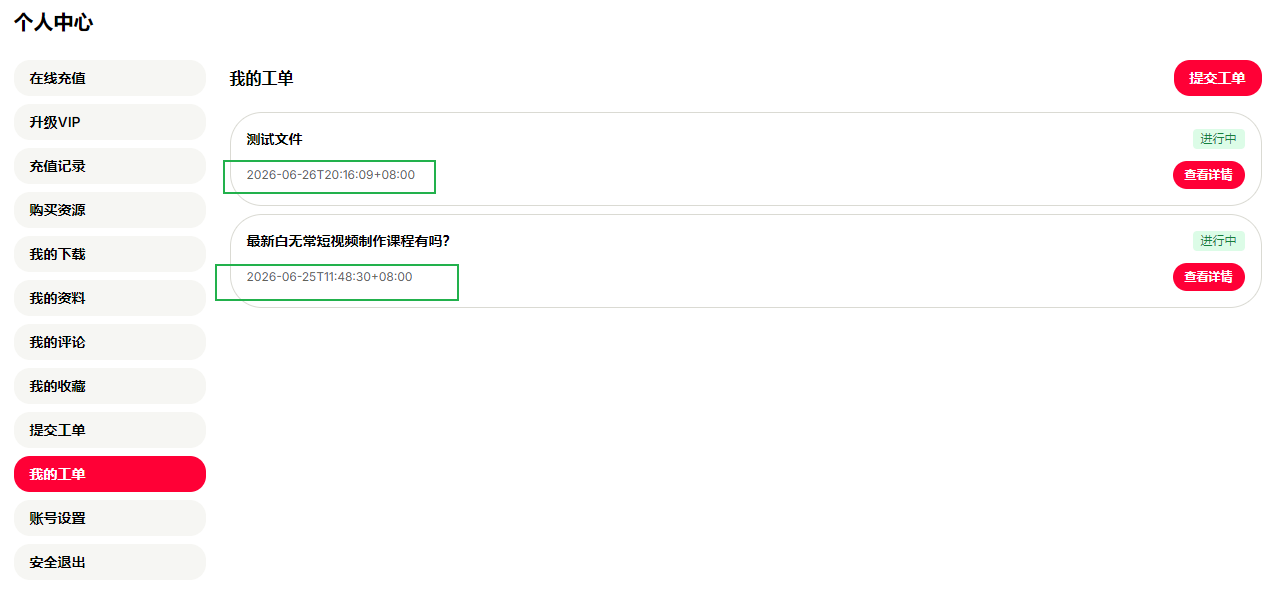 个人中心
在线充值
升级VIP
充值记录
购买资源
我的下载
我的资料
我的评论
我的收藏
提交工单
我的工单
账号设置
安全退出
我的工单
提交工单
测试文件
进行中
2026-06-26T20:16:09+08:00
查看详情
最新白无常短视频制作课程有吗?
进行中
2026-06-25T11:48:30+08:00
查看详情